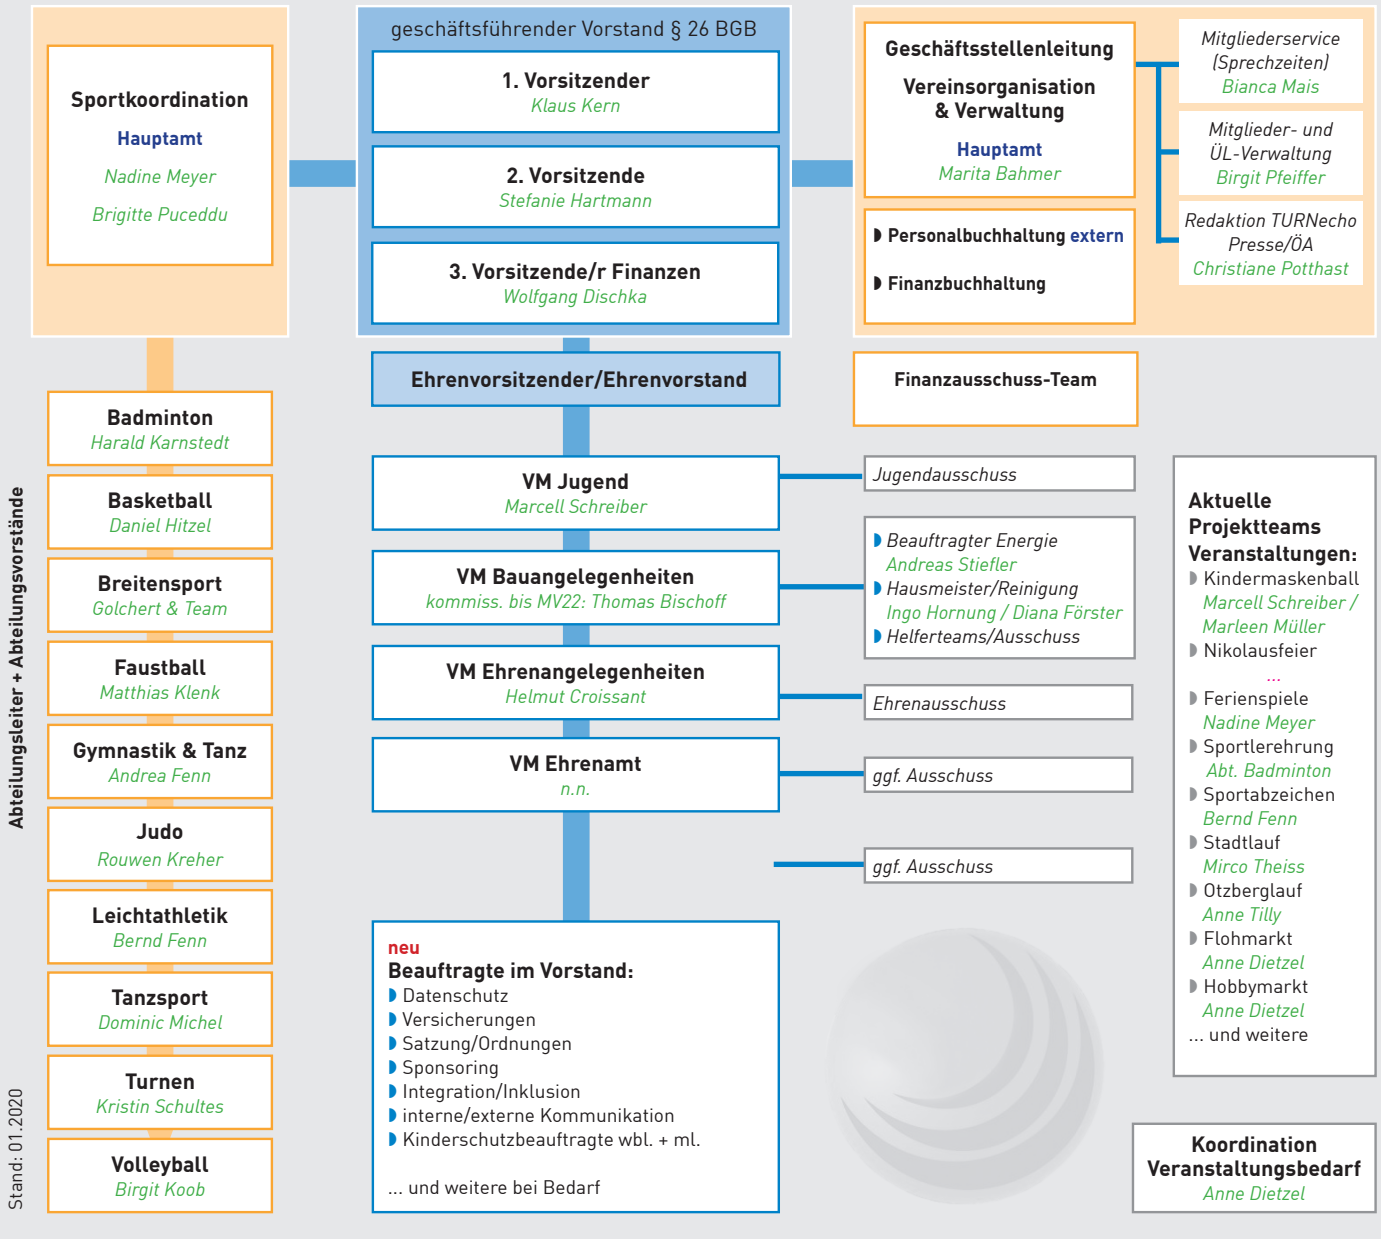 Sportkoordination
Hauptamt
Nadine Meyer
Brigitte Puceddu
geschäftsführender Vorstand § 26 BGB
1. Vorsitzender
Klaus Kern
2. Vorsitzende
Stefanie Hartmann
3. Vorsitzende/r Finanzen
Wolfgang Dischka
Geschäftsstellenleitung
Vereinsorganisation
& Verwaltung
Hauptamt
Marita Bahmer
◗ Personalbuchhaltung extern
◗ Finanzbuchhaltung
Mitgliederservice
(Sprechzeiten)
Bianca Mais
Mitglieder- und
ÜL-Verwaltung
Birgit Pfeiffer
Redaktion TURNecho
Presse/ÖA
Christiane Potthast
Ehrenvorsitzender/Ehrenvorstand
Finanzausschuss-Team
Abteilungsleiter + Abteilungsvorstände
Badminton
Harald Karnstedt
Basketball
Daniel Hitzel
Breitensport
Golchert & Team
Faustball
Matthias Klenk
Gymnastik & Tanz
Andrea Fenn
Judo
Rouwen Kreher
Leichtathletik
Bernd Fenn
Tanzsport
Dominic Michel
Turnen
Kristin Schultes
Volleyball
Birgit Koob
Stand: 01.2020
VM Jugend
Marcell Schreiber
VM Bauangelegenheiten
kommiss. bis MV22: Thomas Bischoff
VM Ehrenangelegenheiten
Helmut Croissant
VM Ehrenamt
n.n.
Jugendausschuss
◗ Beauftragter Energie
Andreas Stiefler
◗ Hausmeister/Reinigung
Ingo Hornung / Diana Förster
◗ Helferteams/Ausschuss
Ehrenausschuss
ggf. Ausschuss
ggf. Ausschuss
neu
Beauftragte im Vorstand:
◗ Datenschutz
◗ Versicherungen
◗ Satzung/Ordnungen
◗ Sponsoring
◗ Integration/Inklusion
◗ interne/externe Kommunikation
◗ Kinderschutzbeauftragte wbl. + ml.
... und weitere bei Bedarf
Aktuelle
Projektteams
Veranstaltungen:
◗ Kindermaskenball
Marcell Schreiber /
Marleen Müller
◗ Nikolausfeier
...
◗ Ferienspiele
Nadine Meyer
◗ Sportlerehrung
Abt. Badminton
◗ Sportabzeichen
Bernd Fenn
◗ Stadtlauf
Mirco Theiss
◗ Otzberglauf
Anne Tilly
◗ Flohmarkt
Anne Dietzel
◗ Hobbymarkt
Anne Dietzel
... und weitere
Koordination
Veranstaltungsbedarf
Anne Dietzel